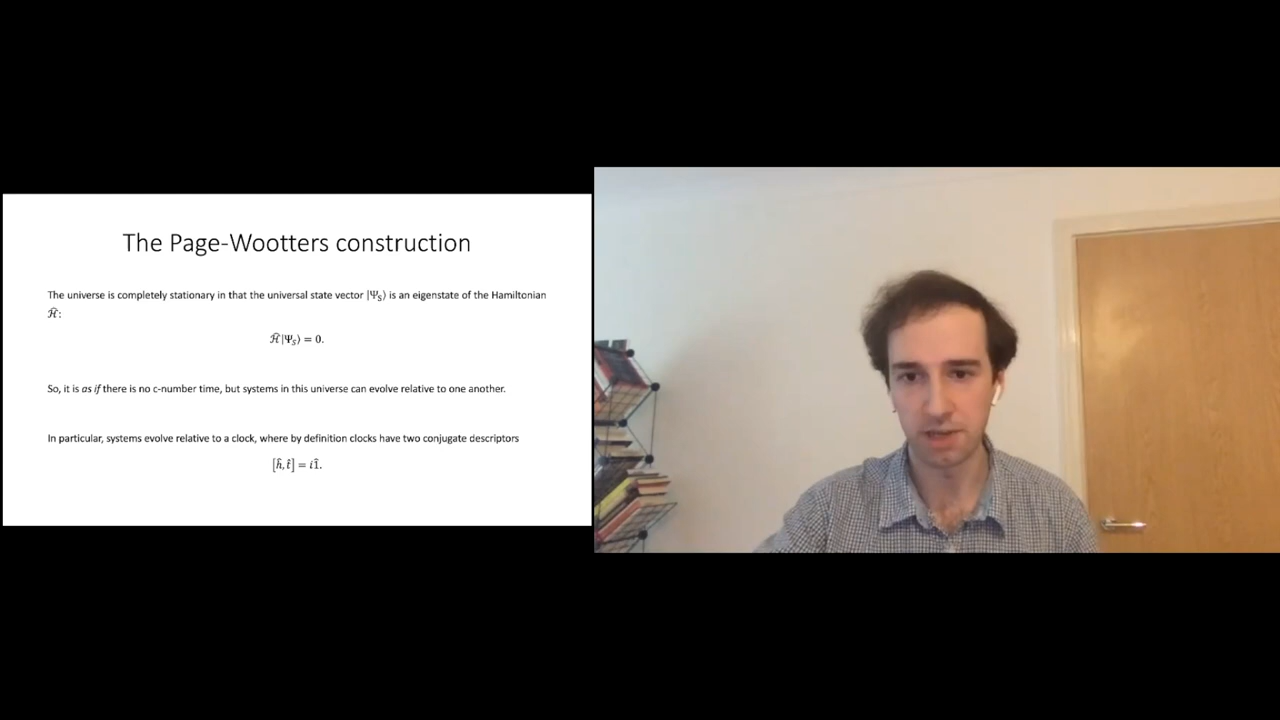 The Page-Wootters construction
The universe is completely stationary in that the universal state vector |Ψ_S⟩ is an eigenstate of the Hamiltonian
ℋ̂:
ℋ̂|Ψ_S⟩ = 0.
So, it is as if there is no c-number time, but systems in this universe can evolve relative to one another.
In particular, systems evolve relative to a clock, where by definition clocks have two conjugate descriptors
[ĥ, t̂] = i1̂.